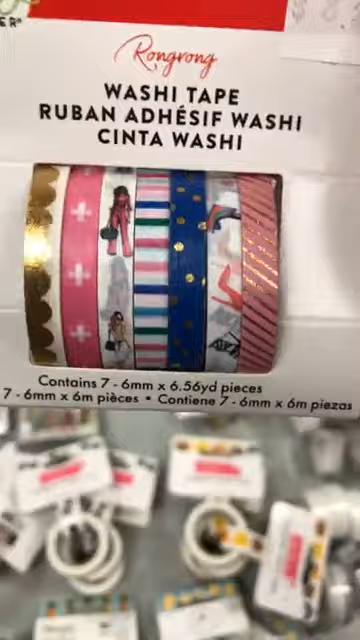 ER®
Rongrong
WASHI TAPE
RUBAN ADHÉSIF WASHI
CINTA WASHI
Contains 7 - 6mm x 6.56yd pieces
7 - 6mm x 6m pièces • Contiene 7 - 6mm x 6m piezas